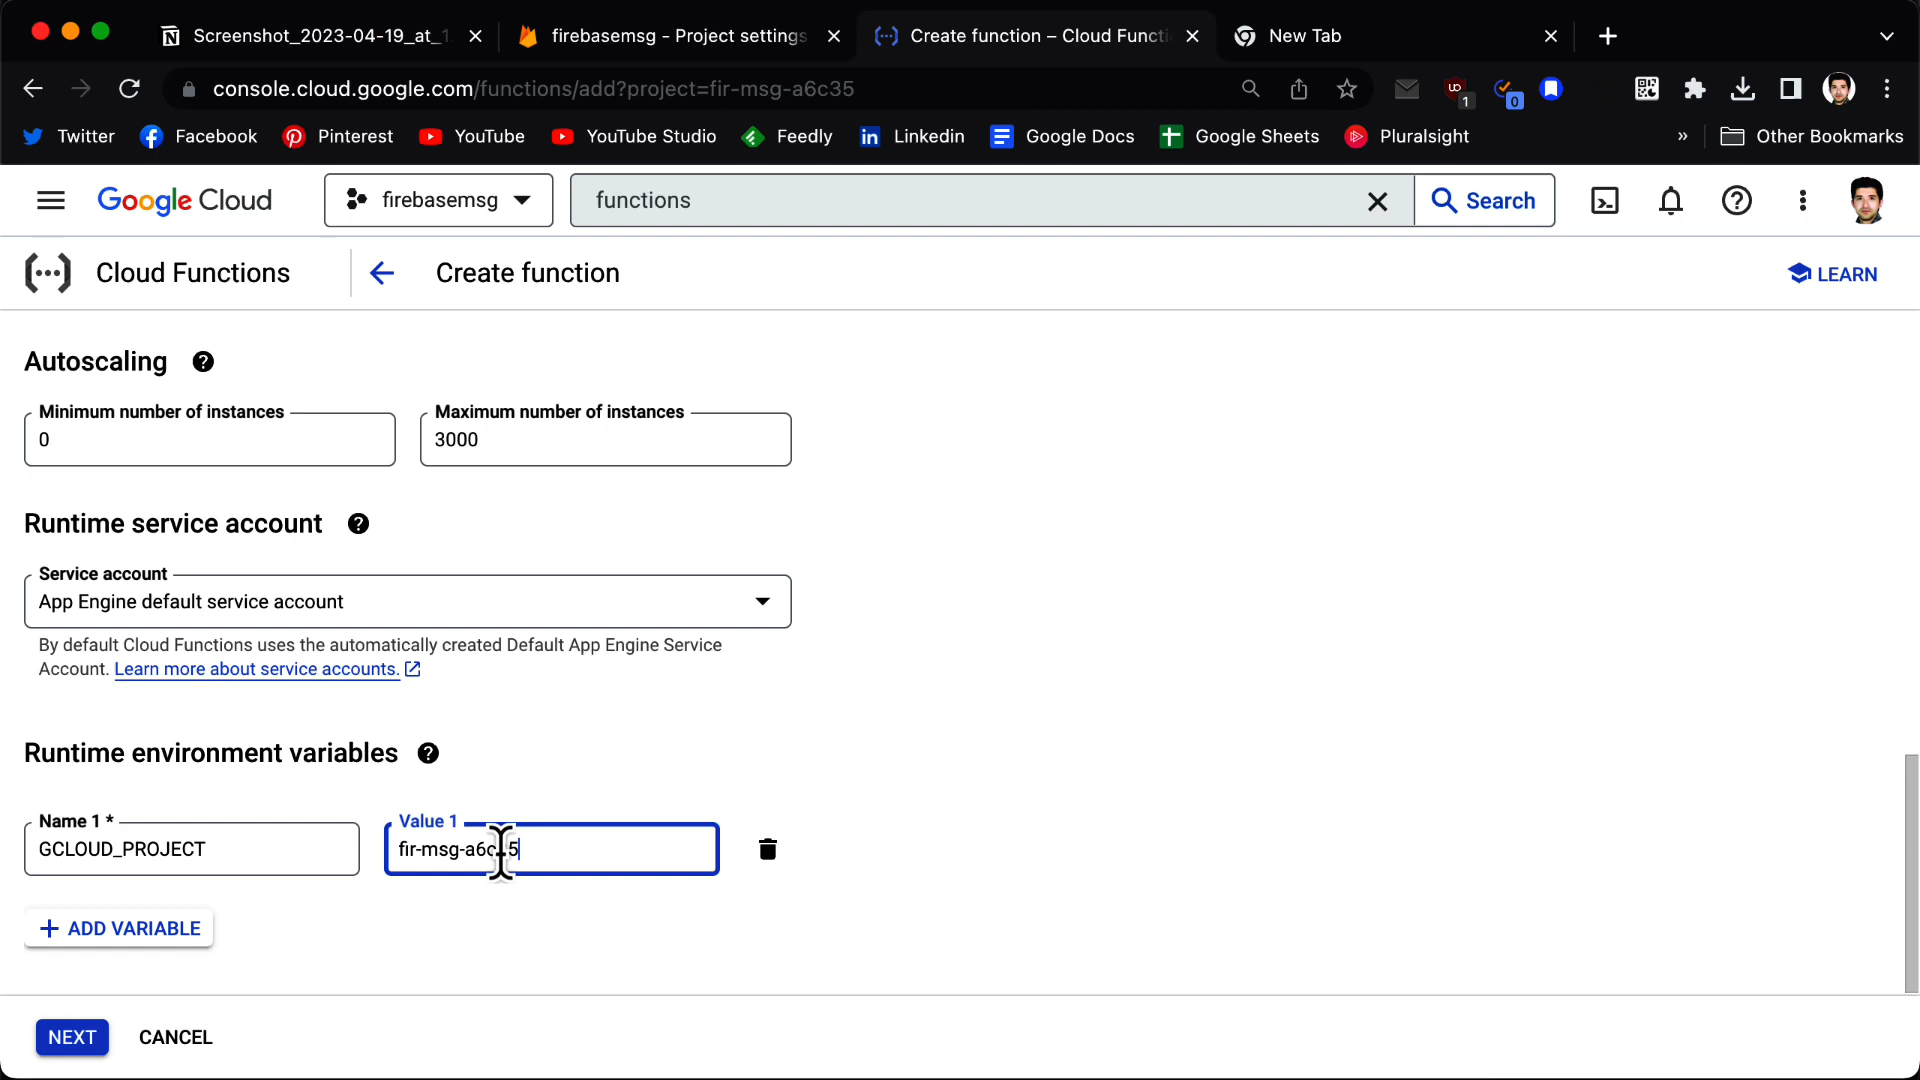 Screenshot_2023-04-19_at_1
firebasemsg - Project settings
Create function – Cloud Functi
New Tab
console.cloud.google.com/functions/add?project=fir-msg-a6c35
1
0
Twitter
Facebook
Pinterest
YouTube
YouTube Studio
Feedly
Linkedin
Google Docs
Google Sheets
Pluralsight
»
Other Bookmarks
Google Cloud
firebasemsg
functions
Search
Cloud Functions
Create function
LEARN
Autoscaling
Minimum number of instances
0
Maximum number of instances
3000
Runtime service account
Service account
App Engine default service account
By default Cloud Functions uses the automatically created Default App Engine Service
Account. Learn more about service accounts.
Runtime environment variables
Name 1 *
GCLOUD_PROJECT
Value 1
fir-msg-a6c35
+ ADD VARIABLE
NEXT
CANCEL